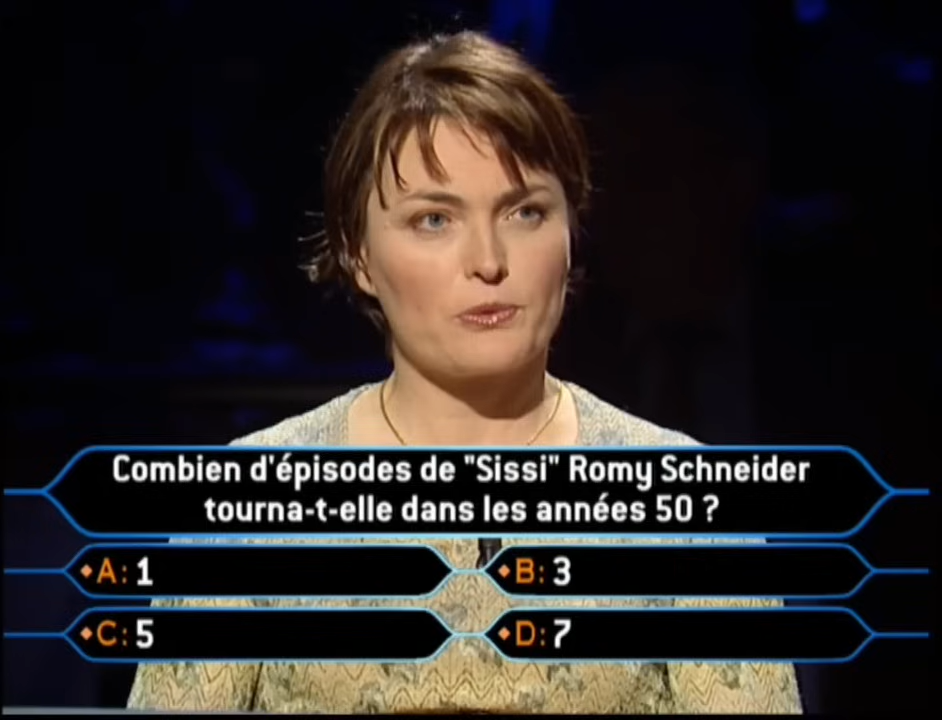 Combien d'épisodes de "Sissi" Romy Schneider
tourna-t-elle dans les années 50 ?
A: 1
B: 3
C: 5
D: 7